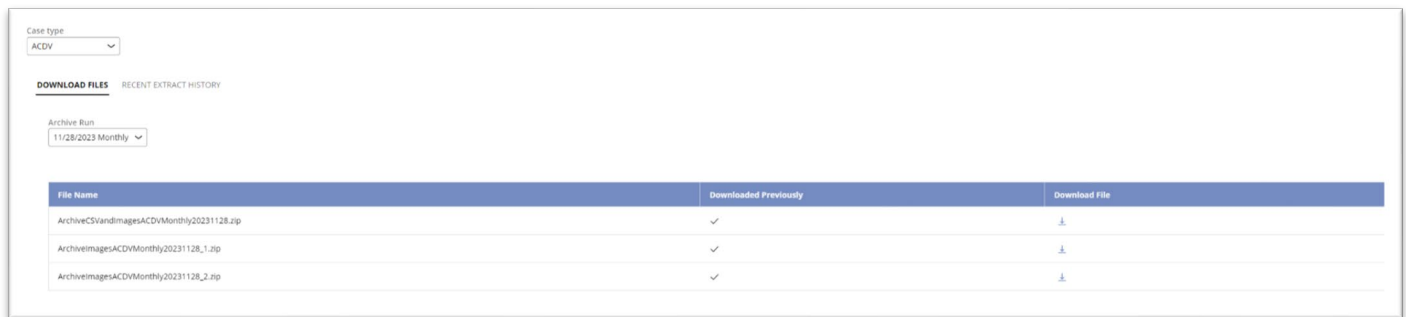 Case type
ACDV
DOWNLOAD FILES RECENT EXTRACT HISTORY
Archive Run
11/28/2023 Monthly
File Name Downloaded Previously Download File
ArchiveCSVandImagesACDVMonthly20231128.zip
ArchiveImagesACDVMonthly20231128_1.zip
ArchiveImagesACDVMonthly20231128_2.zip